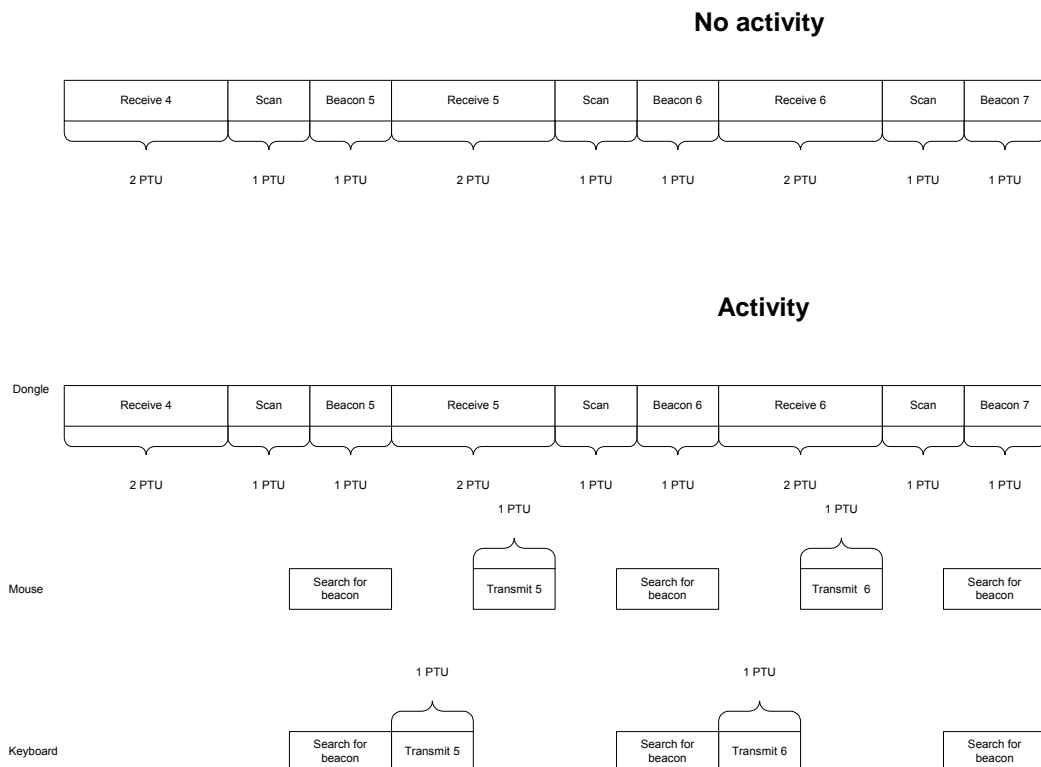 No activity
Receive 4 Scan Beacon 5 Receive 5 Scan Beacon 6 Receive 6 Scan Beacon 7
2 PTU 1 PTU 1 PTU 2 PTU 1 PTU 1 PTU 2 PTU 1 PTU 1 PTU
Activity
Dongle
Receive 4 Scan Beacon 5 Receive 5 Scan Beacon 6 Receive 6 Scan Beacon 7
2 PTU 1 PTU 1 PTU 2 PTU 1 PTU 1 PTU 2 PTU 1 PTU 1 PTU
1 PTU 1 PTU
Mouse
Search for
beacon
Transmit 5
Search for
beacon
Transmit 6
Search for
beacon
1 PTU 1 PTU
Keyboard
Search for
beacon
Transmit 5
Search for
beacon
Transmit 6
Search for
beacon